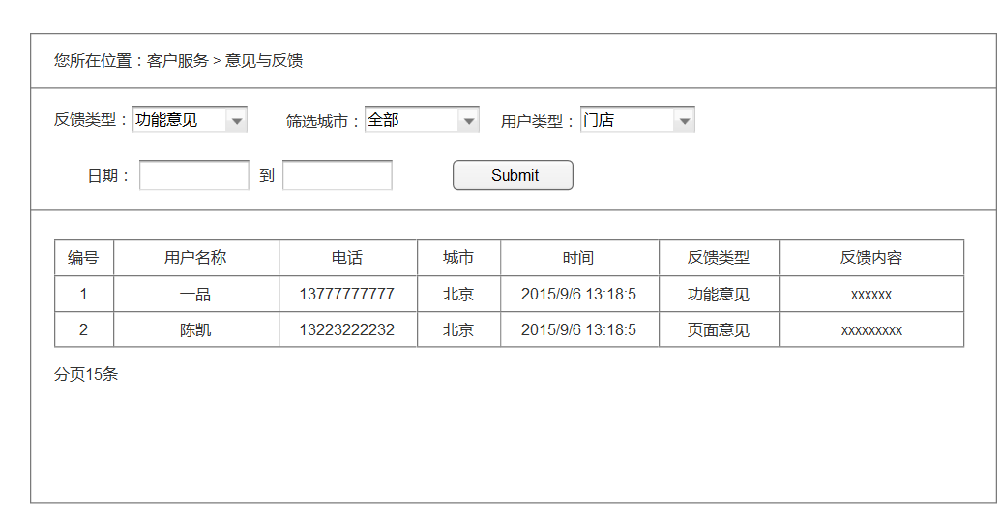 您所在位置：客户服务 > 意见与反馈
反馈类型： 功能意见 筛选城市： 全部 用户类型： 门店
日期： 到 Submit
编号 用户名称 电话 城市 时间 反馈类型 反馈内容
1 一品 13777777777 北京 2015/9/6 13:18:5 功能意见 xxxxxx
2 陈凯 13223222232 北京 2015/9/6 13:18:5 页面意见 xxxxxxxxx
分页15条